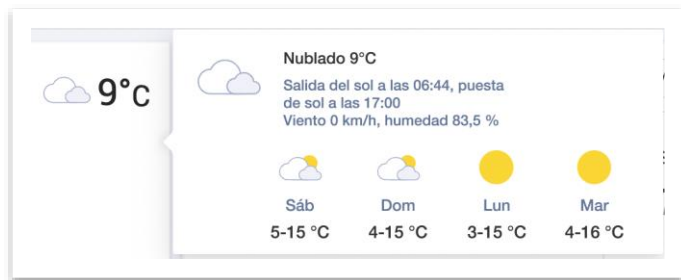 9°C
Nublado 9°C
Salida del sol a las 06:44, puesta
de sol a las 17:00
Viento 0 km/h, humedad 83,5 %
Sáb Dom Lun Mar
5-15 °C 4-15 °C 3-15 °C 4-16 °C